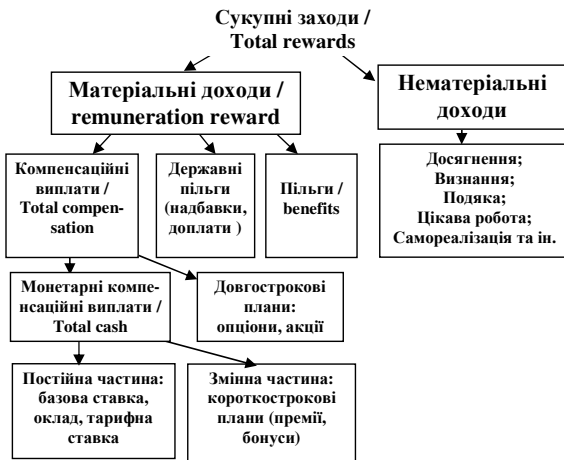 Сукупні заходи /
Total rewards
Матеріальні доходи /
remuneration reward
Нематеріальні
доходи
Компенсаційні
виплати /
Total compen-
sation
Державні
пільги
(надбавки,
доплати )
Пільги /
benefits
Досягнення;
Визнання;
Подяка;
Цікава робота;
Самореалізація та ін.
Монетарні компе-
нсаційні виплати /
Total cash
Довгострокові
плани:
опціони, акції
Постійна частина:
базова ставка,
оклад, тарифна
ставка
Змінна частина:
короткострокові
плани (премії,
бонуси)